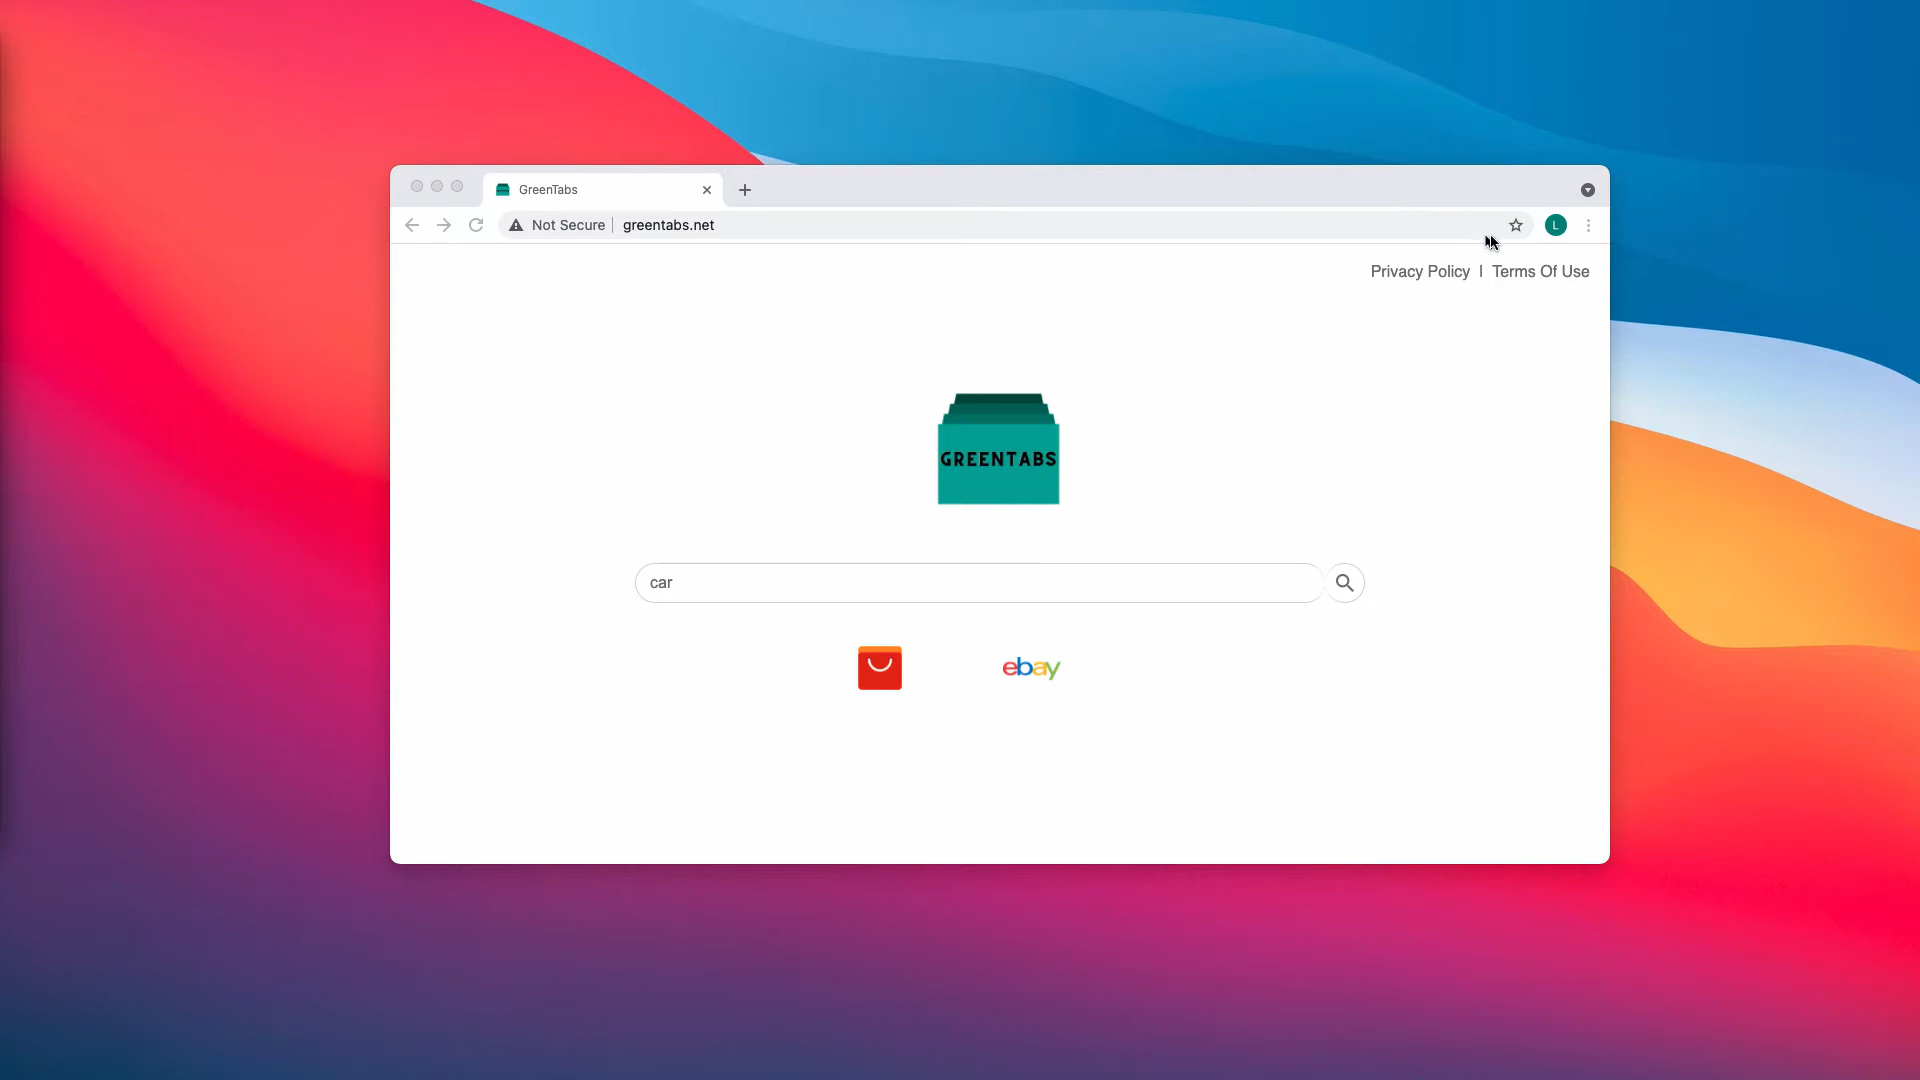 GreenTabs
Not Secure greentabs.net
L
Privacy Policy | Terms Of Use
GREENTABS
car
ebay